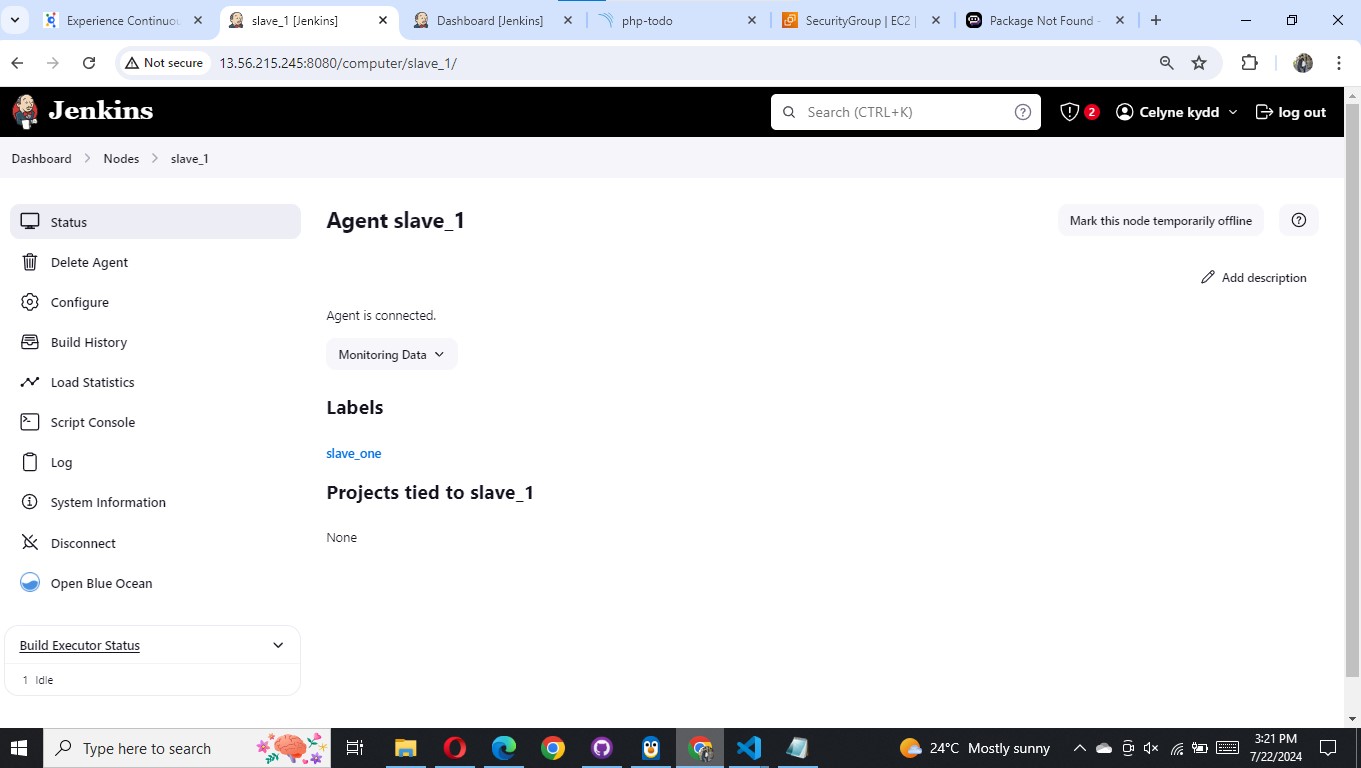 Experience Continuou
slave_1 [Jenkins]
Dashboard [Jenkins]
php-todo
SecurityGroup | EC2 |
Package Not Found -
Not secure
13.56.215.245:8080/computer/slave_1/
Jenkins
Search (CTRL+K)
2
Celyne kydd
log out
Dashboard
Nodes
slave_1
Status
Delete Agent
Configure
Build History
Load Statistics
Script Console
Log
System Information
Disconnect
Open Blue Ocean
Build Executor Status
1 Idle
Agent slave_1
Mark this node temporarily offline
Add description
Agent is connected.
Monitoring Data
Labels
slave_one
Projects tied to slave_1
None
Type here to search
24°C Mostly sunny
3:21 PM
7/22/2024